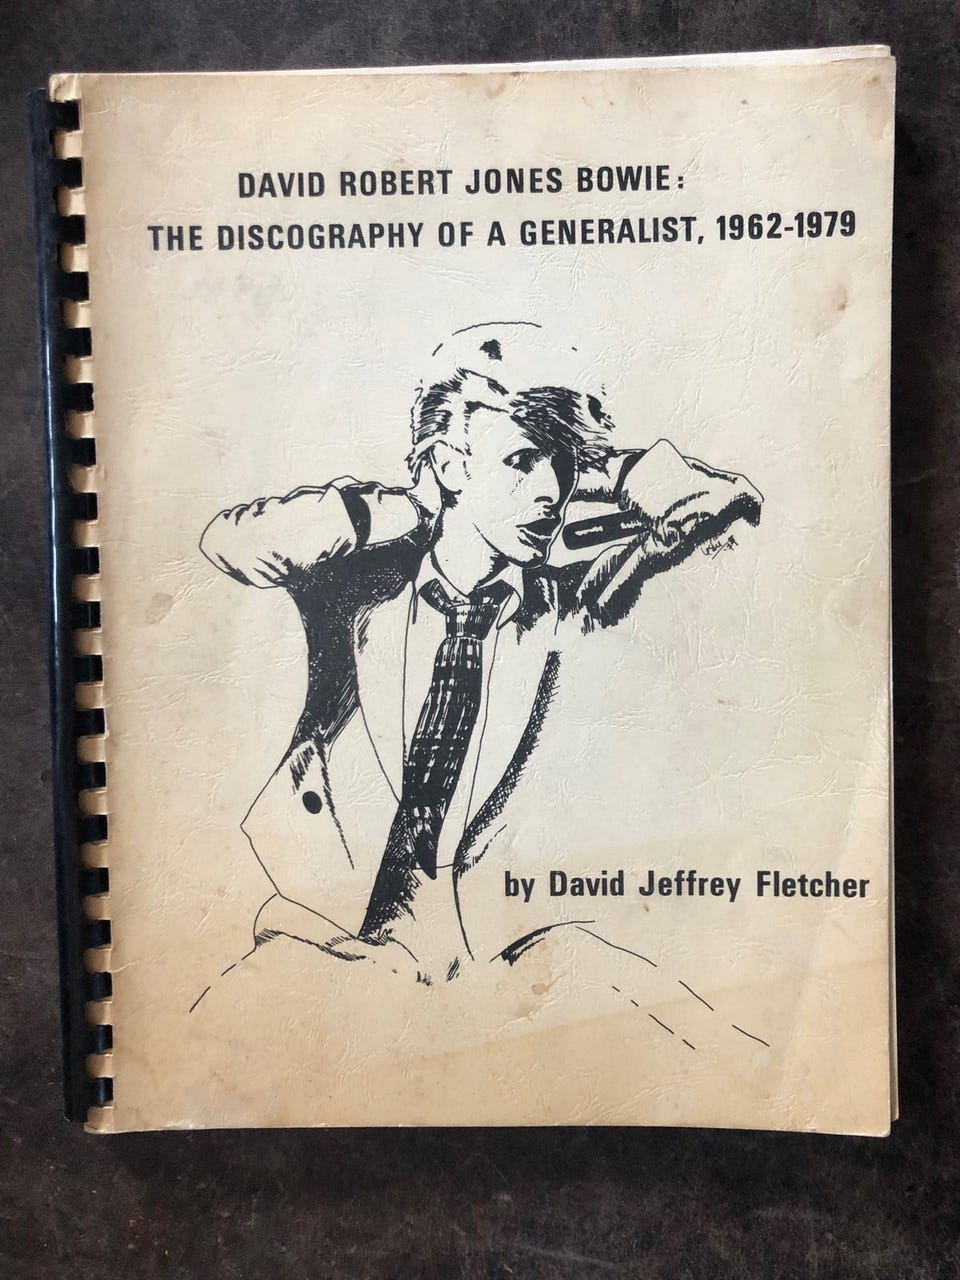 DAVID ROBERT JONES BOWIE:
THE DISCOGRAPHY OF A GENERALIST, 1962-1979
by David Jeffrey Fletcher